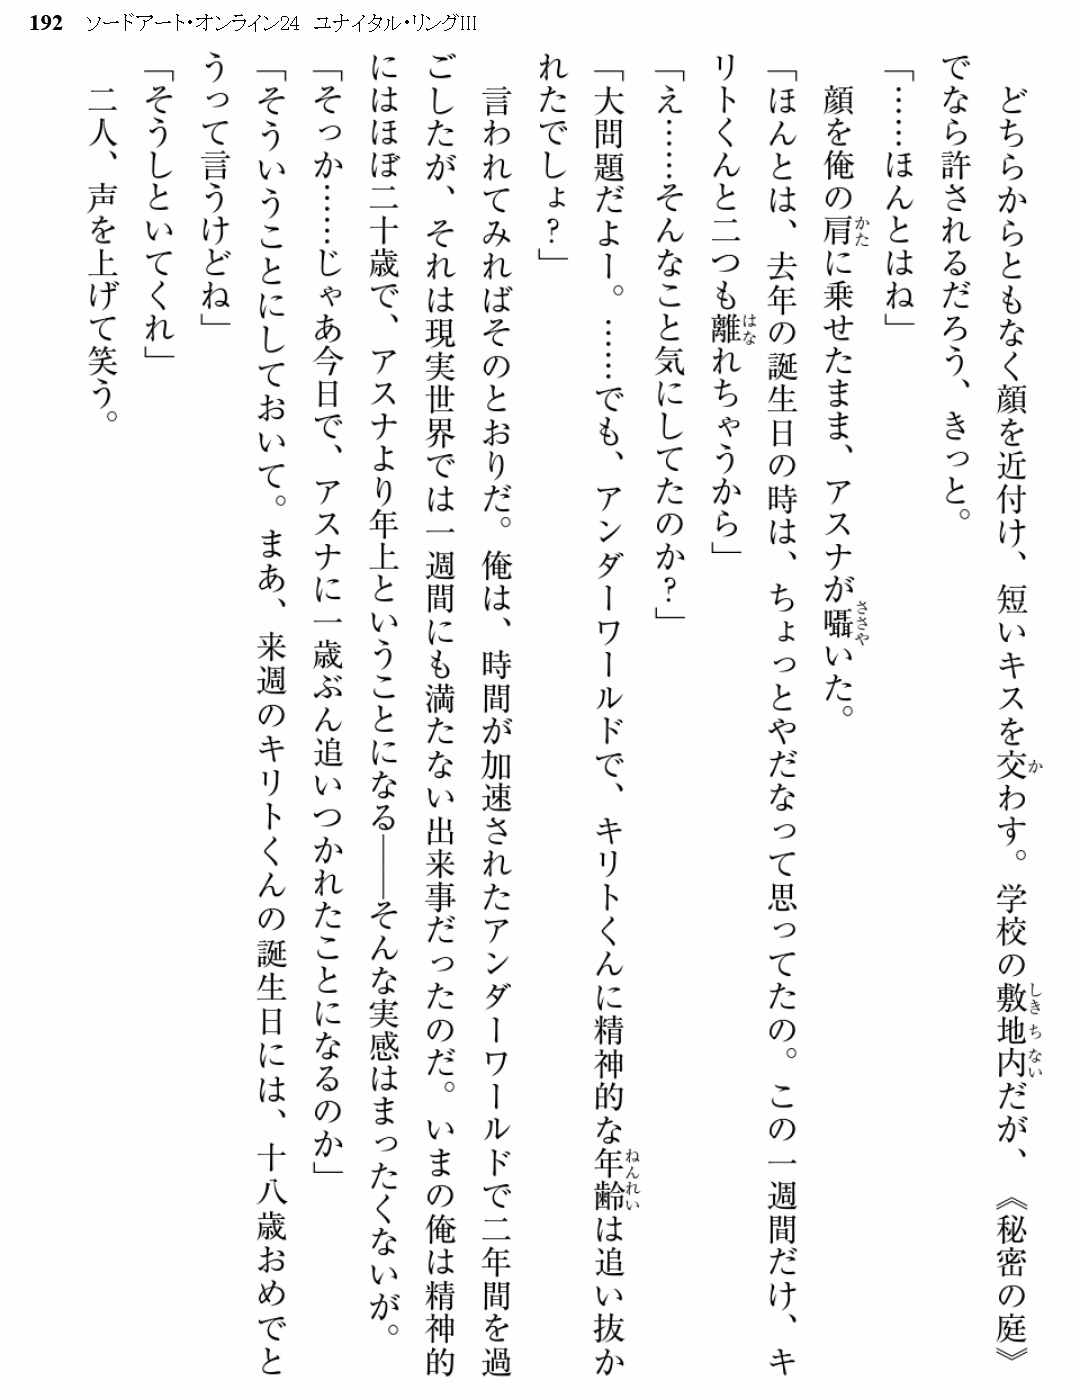 192 ソードアート・オンライン24 ユナイタル・リングIII
どちらからともなく顔を近付け、短いキスを交わす。学校の敷地内だが、《秘密の庭》
でなら許されるだろう、きっと。
「……ほんとはね」
顔を俺の肩に乗せたまま、アスナが囁いた。
「ほんとは、去年の誕生日の時は、ちょっとやだなって思ってたの。この一週間だけ、キ
リトくんと二つも離れちゃうから」
「え……そんなこと気にしてたのか？」
「大問題だよー。……でも、アンダーワールドで、キリトくんに精神的な年齢は追い抜か
れたでしょ？」
言われてみればそのとおりだ。俺は、時間が加速されたアンダーワールドで二年間を過
ごしたが、それは現実世界では一週間にも満たない出来事だったのだ。いまの俺は精神的
にはほぼ二十歳で、アスナより年上ということになる――そんな実感はまったくないが。
「そっか……じゃあ今日で、アスナに一歳ぶん追いつかれたことになるのか」
「そういうことにしておいて。まあ、来週のキリトくんの誕生日には、十八歳おめでと
うって言うけどね」
「そうしといてくれ」
二人、声を上げて笑う。